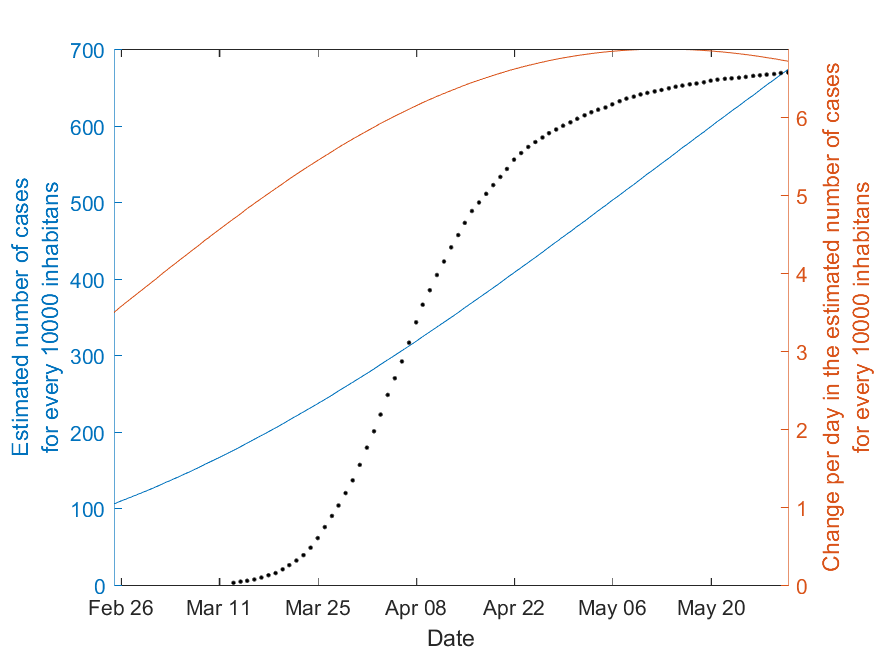 Estimated number of cases
for every 10000 inhabitans
700
600
500
400
300
200
100
0
Feb 26
Mar 11
Mar 25
Apr 08
Apr 22
May 06
May 20
Date
6
5
4
3
2
1
0
Change per day in the estimated number of cases
for every 10000 inhabitans